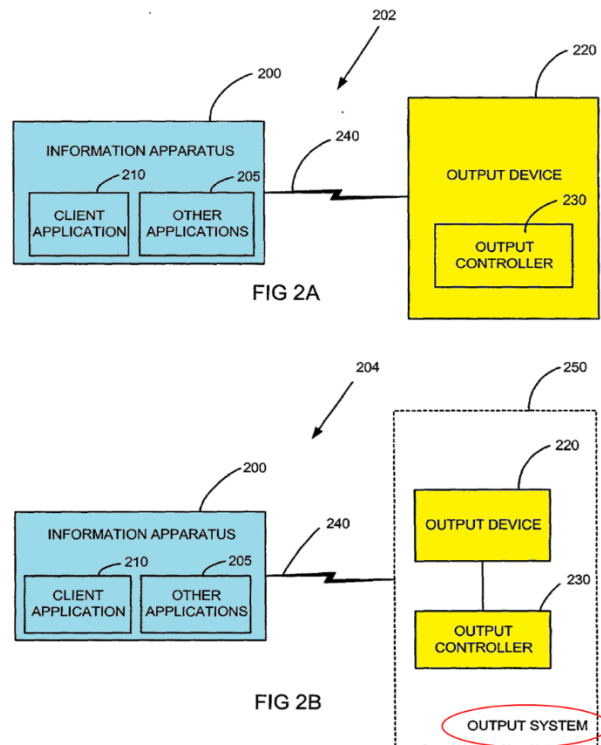 202
200
220
INFORMATION APPARATUS
240
210
205
OUTPUT DEVICE
230
CLIENT
APPLICATION
OTHER
APPLICATIONS
OUTPUT
CONTROLLER
FIG 2A
204
250
200
220
INFORMATION APPARATUS
240
OUTPUT DEVICE
210
205
CLIENT
APPLICATION
OTHER
APPLICATIONS
230
OUTPUT
CONTROLLER
FIG 2B
OUTPUT SYSTEM